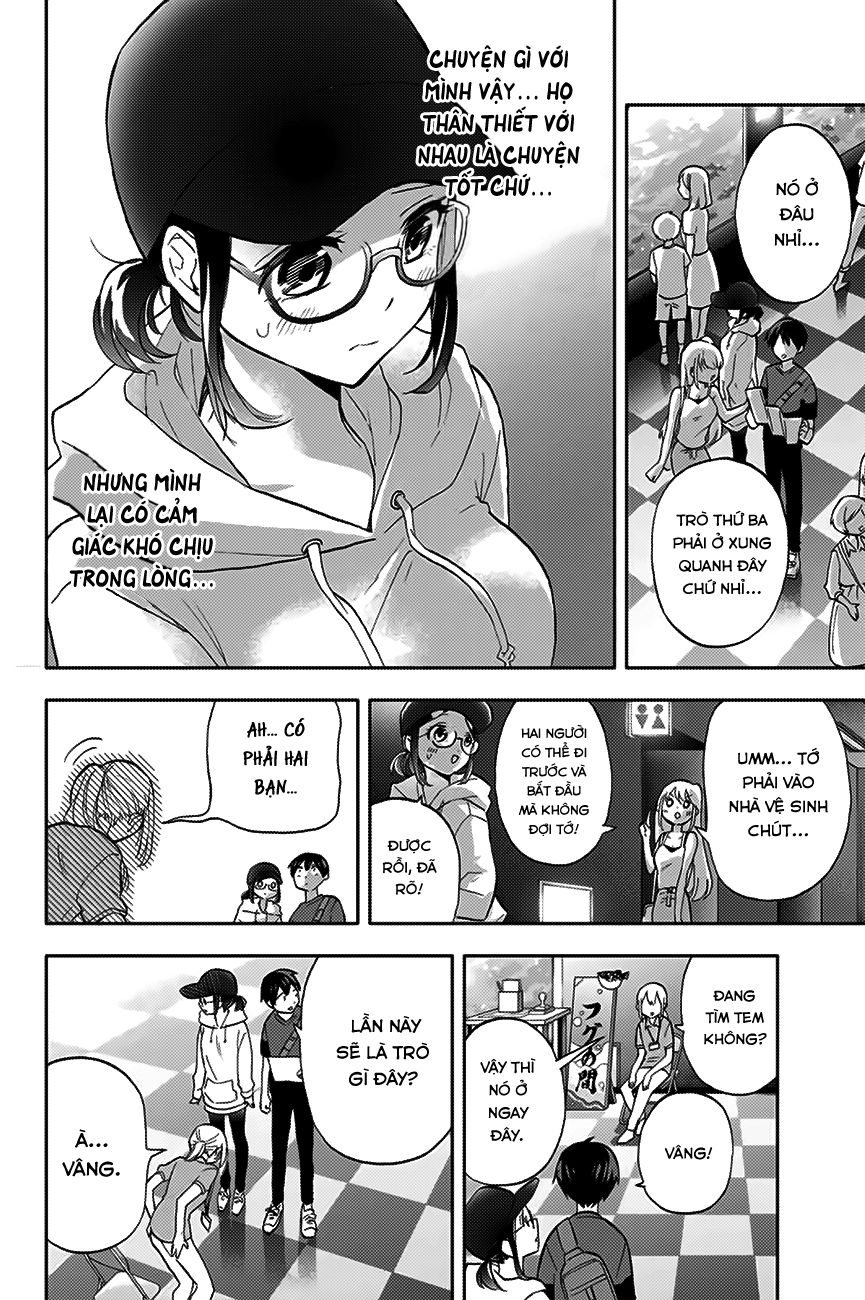 NÓ Ở
ĐÂU
NHỈ...
TRÒ THỨ BA
PHẢI Ở XUNG
QUANH ĐÂY
CHỨ NHỈ...
CHUYỆN GÌ VỚI
MÌNH VẬY... HỌ
THÂN THIẾT VỚI
NHAU LÀ CHUYỆN
TỐT CHỨ...
NHƯNG MÌNH
LẠI CÓ CẢM
GIÁC KHÓ CHỊU
TRONG LÒNG...
UMM... TỚ
PHẢI VÀO
NHÀ VỆ SINH
CHÚT...
HAI NGƯỜI
CÓ THỂ ĐI
TRƯỚC VÀ
BẮT ĐẦU
MÀ KHÔNG
ĐỢI TỚ!
ĐƯỢC
RỒI, ĐÃ
RÕ!
AH... CÓ
PHẢI HAI
BẠN...
ĐANG
TÌM TEM
KHÔNG?
VÂNG!
VẬY THÌ
NÓ Ở
NGAY
ĐÂY.
フグの間
LẦN NÀY
SẼ LÀ TRÒ
GÌ ĐÂY?
À...
VÂNG.